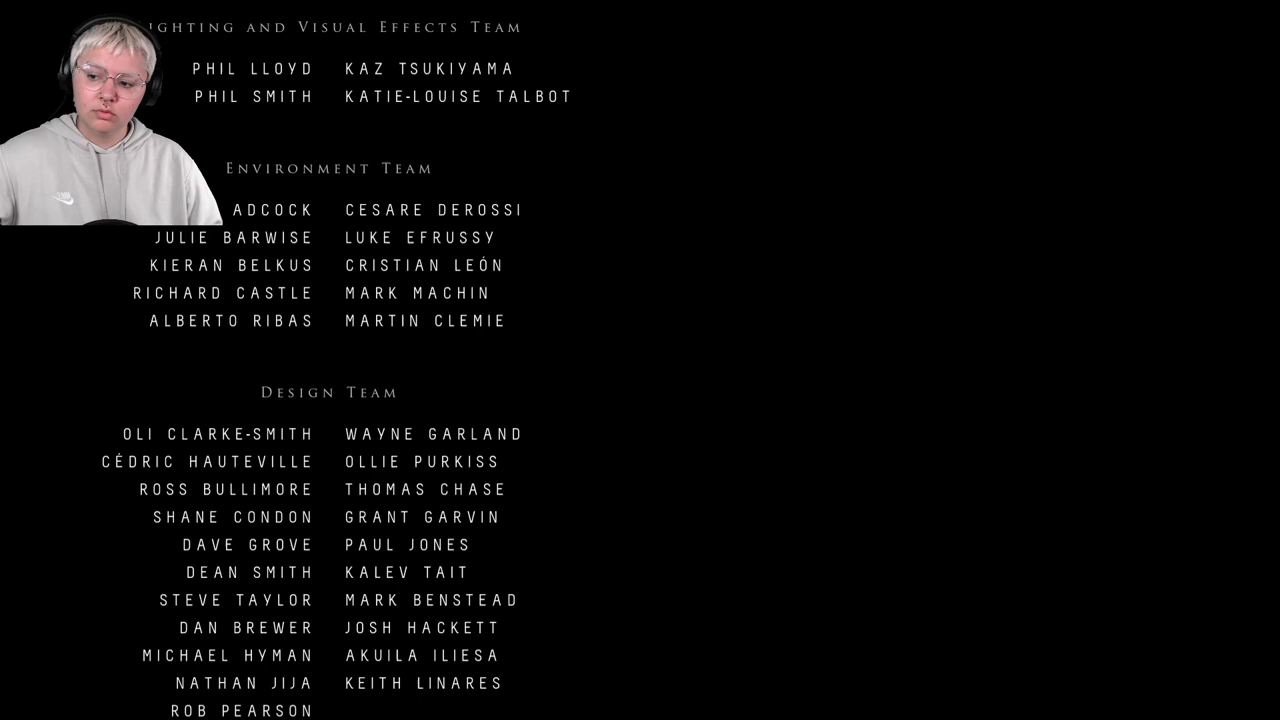 IGHTING AND VISUAL EFFECTS TEAM
PHIL LLOYD KAZ TSUKIYAMA
PHIL SMITH KATIE-LOUISE TALBOT
ENVIRONMENT TEAM
ADCOCK CESARE DEROSSI
JULIE BARWISE LUKE EFRUSSY
KIERAN BELKUS CRISTIAN LEÓN
RICHARD CASTLE MARK MACHIN
ALBERTO RIBAS MARTIN CLEMIE
DESIGN TEAM
OLI CLARKE-SMITH WAYNE GARLAND
CÉDRIC HAUTEVILLE OLLIE PURKISS
ROSS BULLIMORE THOMAS CHASE
SHANE CONDON GRANT GARVIN
DAVE GROVE PAUL JONES
DEAN SMITH KALEV TAIT
STEVE TAYLOR MARK BENSTEAD
DAN BREWER JOSH HACKETT
MICHAEL HYMAN AKUILA ILIESA
NATHAN JIJA KEITH LINARES
ROB PEARSON